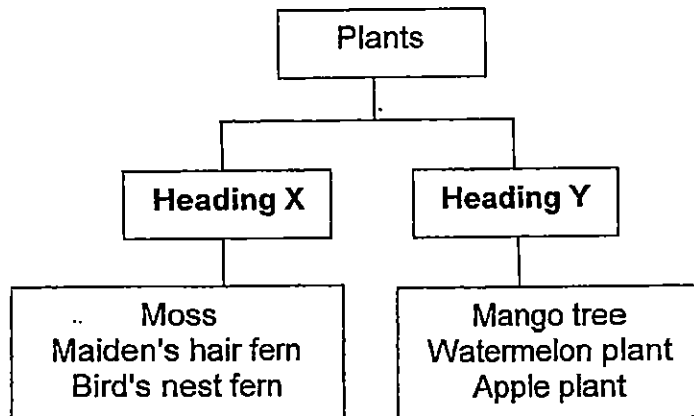 Plants
Heading X
Heading Y
Moss
Maiden's hair fern
Bird's nest fern
Mango tree
Watermelon plant
Apple plant